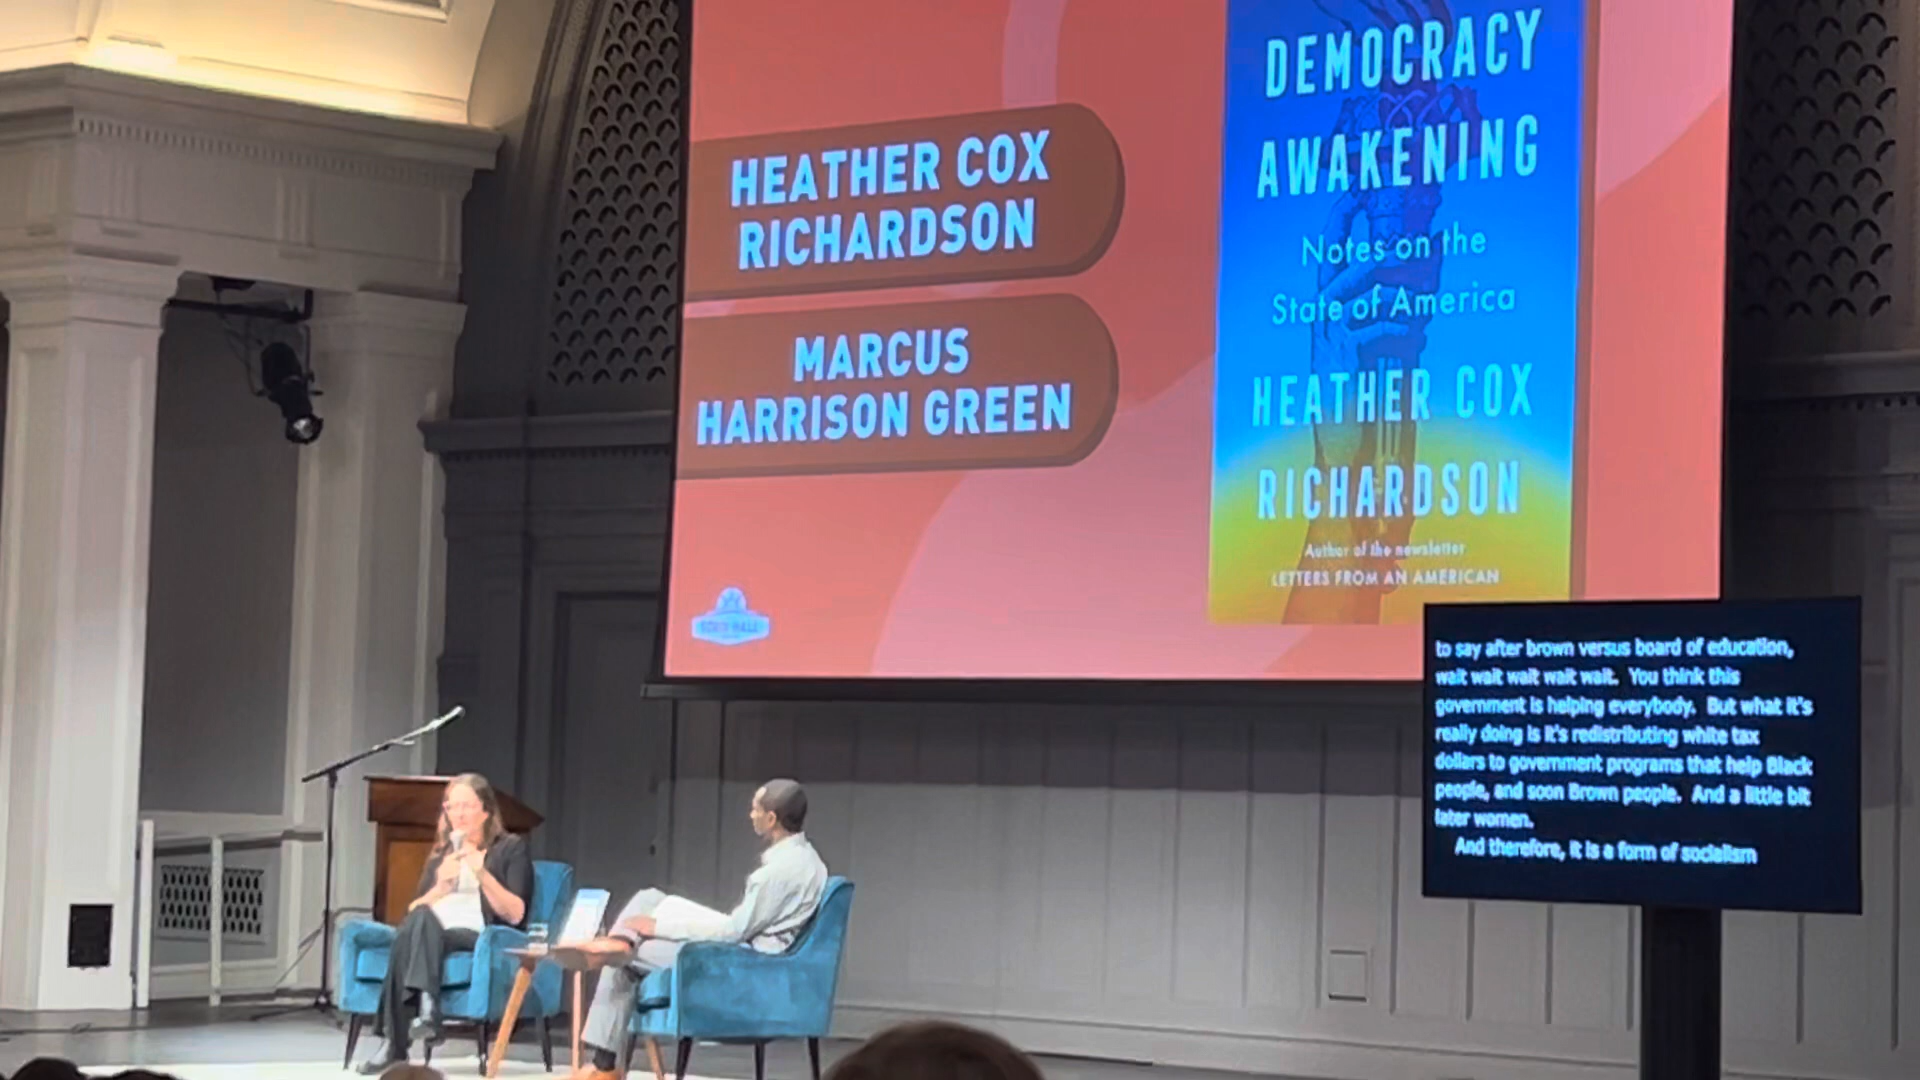 HEATHER COX
RICHARDSON
MARCUS
HARRISON GREEN
DEMOCRACY
AWAKENING
Notes on the
State of America
HEATHER COX
RICHARDSON
Author of the newsletter
LETTERS FROM AN AMERICAN
TOWN HALL
to say after brown versus board of education,
wait wait wait wait wait. You think this
government is helping everybody. But what it's
really doing is it's redistributing white tax
dollars to government programs that help Black
people, and soon Brown people. And a little bit
later women.
And therefore, it is a form of socialism